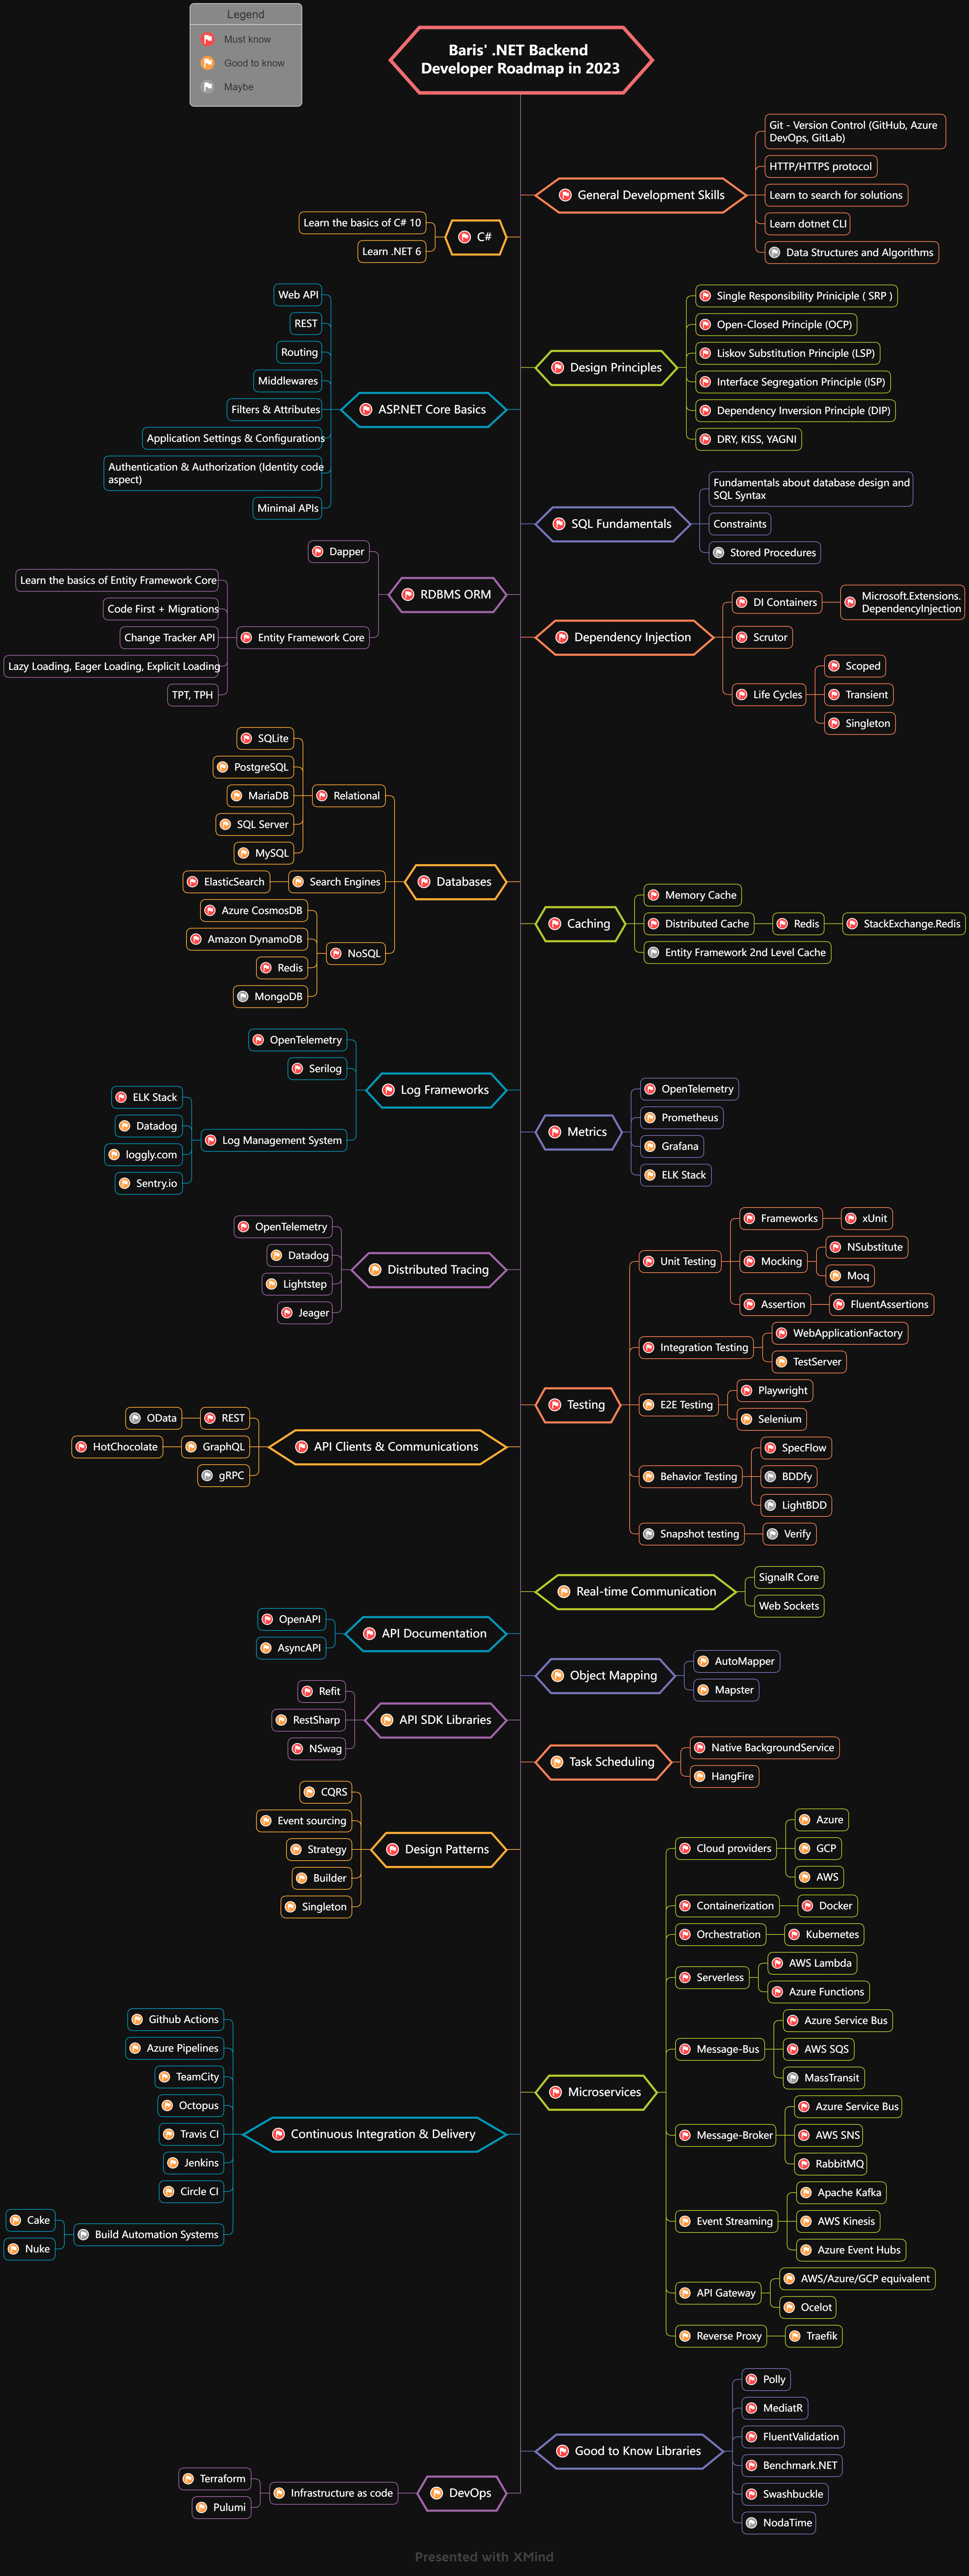 Legend
Must know
Good to know
Maybe
Baris' .NET Backend
Developer Roadmap in 2023
General Development Skills
Git - Version Control (GitHub, Azure
DevOps, GitLab)
HTTP/HTTPS protocol
Learn to search for solutions
Learn dotnet CLI
Data Structures and Algorithms
C#
Learn the basics of C# 10
Learn .NET 6
Design Principles
Single Responsibility Priniciple ( SRP )
Open-Closed Principle (OCP)
Liskov Substitution Principle (LSP)
Interface Segregation Principle (ISP)
Dependency Inversion Principle (DIP)
DRY, KISS, YAGNI
ASP.NET Core Basics
Web API
REST
Routing
Middlewares
Filters & Attributes
Application Settings & Configurations
Authentication & Authorization (Identity code
aspect)
Minimal APIs
SQL Fundamentals
Fundamentals about database design and
SQL Syntax
Constraints
Stored Procedures
RDBMS ORM
Dapper
Entity Framework Core
Learn the basics of Entity Framework Core
Code First + Migrations
Change Tracker API
Lazy Loading, Eager Loading, Explicit Loading
TPT, TPH
Dependency Injection
DI Containers
Microsoft.Extensions.
DependencyInjection
Scrutor
Life Cycles
Scoped
Transient
Singleton
Databases
Relational
SQLite
PostgreSQL
MariaDB
SQL Server
MySQL
Search Engines
ElasticSearch
NoSQL
Azure CosmosDB
Amazon DynamoDB
Redis
MongoDB
Caching
Memory Cache
Distributed Cache
Redis
StackExchange.Redis
Entity Framework 2nd Level Cache
Log Frameworks
OpenTelemetry
Serilog
Log Management System
ELK Stack
Datadog
loggly.com
Sentry.io
Metrics
OpenTelemetry
Prometheus
Grafana
ELK Stack
Distributed Tracing
OpenTelemetry
Datadog
Lightstep
Jeager
Testing
Unit Testing
Frameworks
xUnit
Mocking
NSubstitute
Moq
Assertion
FluentAssertions
Integration Testing
WebApplicationFactory
TestServer
E2E Testing
Playwright
Selenium
Behavior Testing
SpecFlow
BDDfy
LightBDD
Snapshot testing
Verify
API Clients & Communications
REST
OData
GraphQL
HotChocolate
gRPC
Real-time Communication
SignalR Core
Web Sockets
API Documentation
OpenAPI
AsyncAPI
Object Mapping
AutoMapper
Mapster
API SDK Libraries
Refit
RestSharp
NSwag
Task Scheduling
Native BackgroundService
HangFire
Design Patterns
CQRS
Event sourcing
Strategy
Builder
Singleton
Microservices
Cloud providers
Azure
GCP
AWS
Containerization
Docker
Orchestration
Kubernetes
Serverless
AWS Lambda
Azure Functions
Message-Bus
Azure Service Bus
AWS SQS
MassTransit
Message-Broker
Azure Service Bus
AWS SNS
RabbitMQ
Event Streaming
Apache Kafka
AWS Kinesis
Azure Event Hubs
API Gateway
AWS/Azure/GCP equivalent
Ocelot
Reverse Proxy
Traefik
Continuous Integration & Delivery
Github Actions
Azure Pipelines
TeamCity
Octopus
Travis CI
Jenkins
Circle CI
Build Automation Systems
Cake
Nuke
Good to Know Libraries
Polly
MediatR
FluentValidation
Benchmark.NET
Swashbuckle
NodaTime
DevOps
Infrastructure as code
Terraform
Pulumi
Presented with XMind